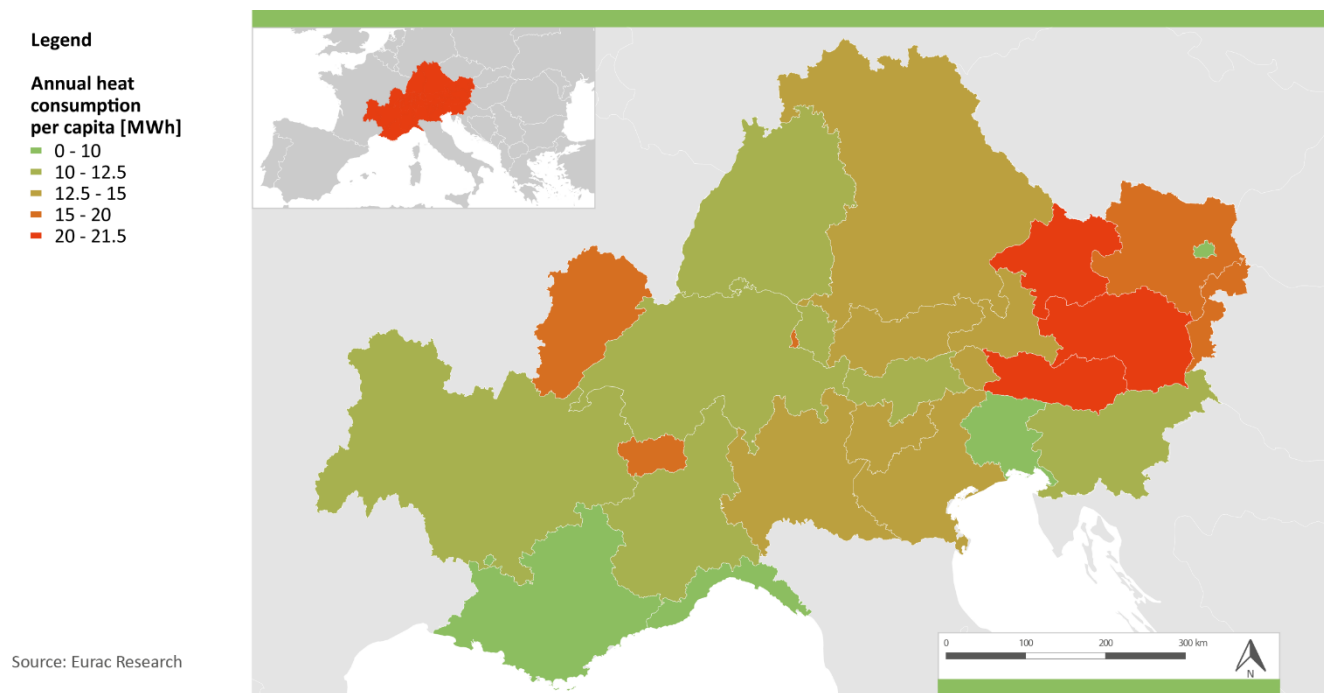 Legend
Annual heat
consumption
per capita [MWh]
0 - 10
10 - 12.5
12.5 - 15
15 - 20
20 - 21.5
Source: Eurac Research
0 100 200 300 km
N